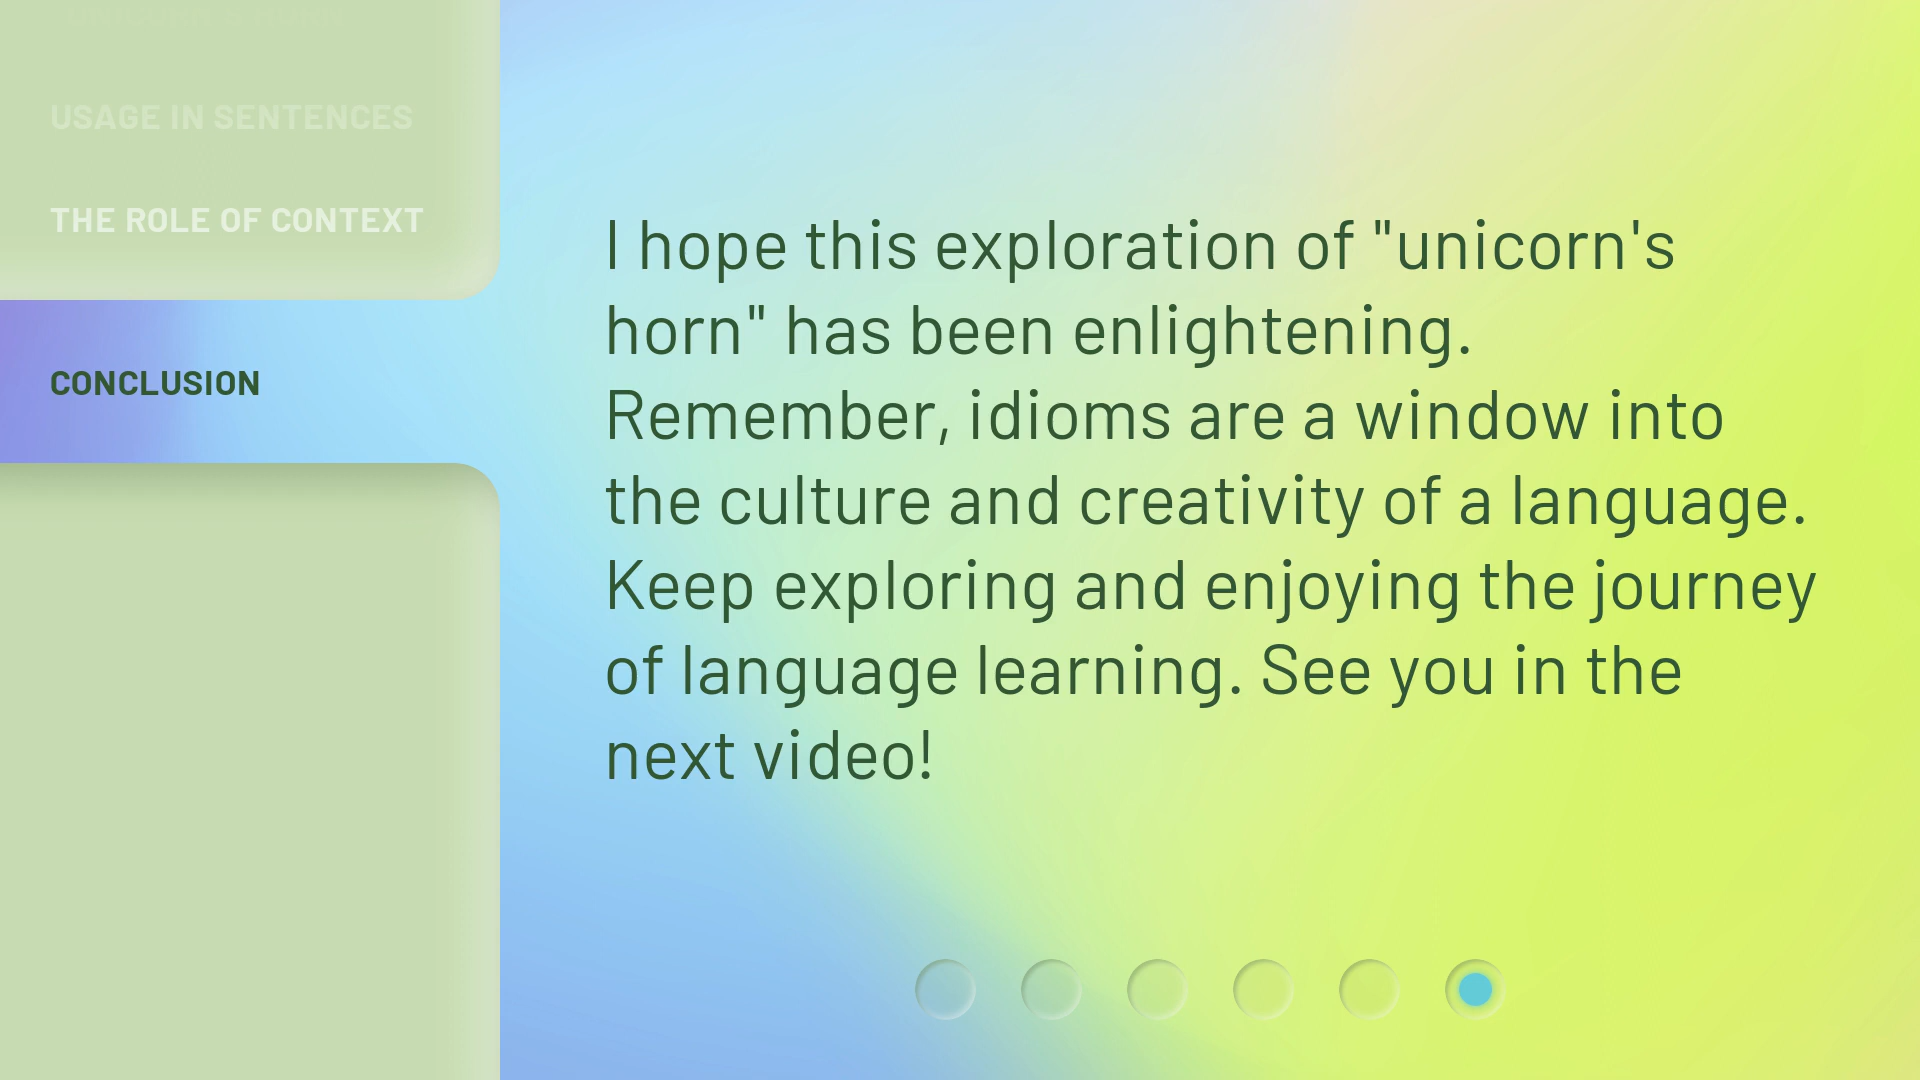 UNICORN'S HORN
USAGE IN SENTENCES
THE ROLE OF CONTEXT
CONCLUSION
I hope this exploration of "unicorn's
horn" has been enlightening.
Remember, idioms are a window into
the culture and creativity of a language.
Keep exploring and enjoying the journey
of language learning. See you in the
next video!